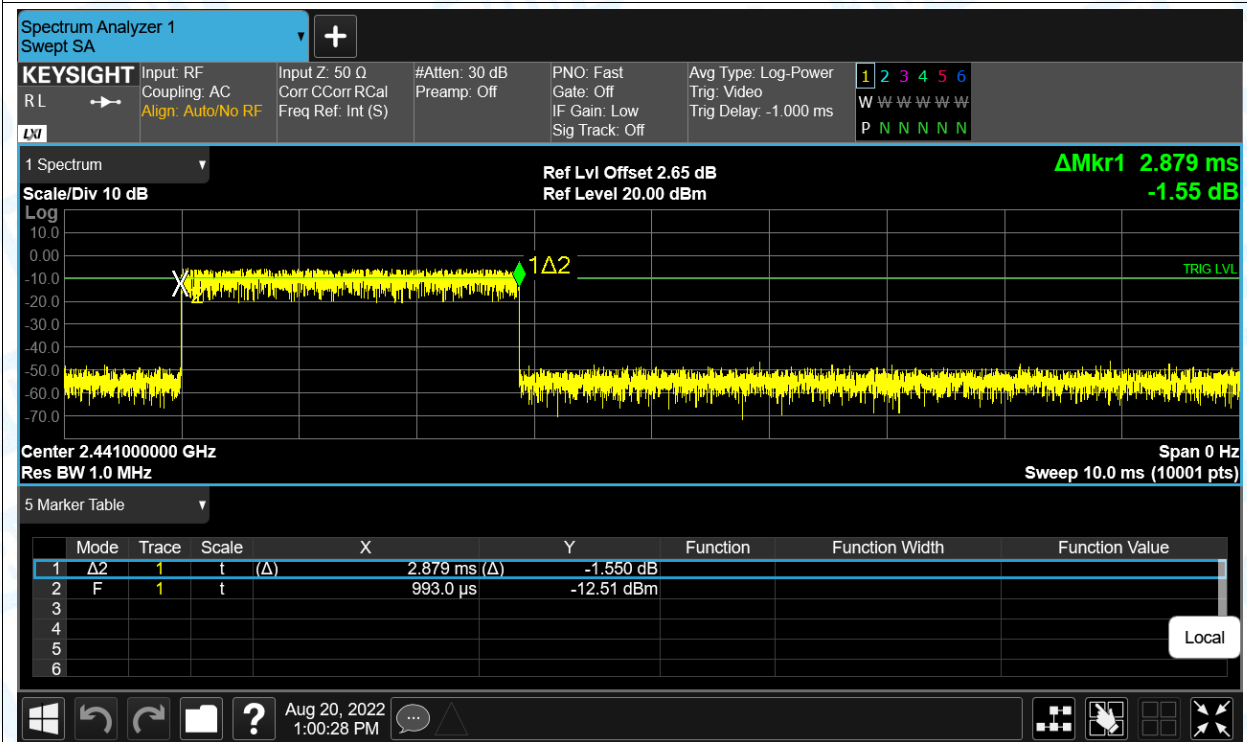 Spectrum Analyzer 1
Swept SA
KEYSIGHT Input: RF Input Z: 50 Ω #Atten: 30 dB PNO: Fast Avg Type: Log-Power 1 2 3 4 5 6
R L Coupling: AC Corr CCorr RCal Preamp: Off Gate: Off Trig: Video W W W W W W
Align: Auto/No RF Freq Ref: Int (S) IF Gain: Low Trig Delay: -1.000 ms
LXI Sig Track: Off P N N N N N
1 Spectrum Ref Lvl Offset 2.65 dB ΔMkr1 2.879 ms
Scale/Div 10 dB Ref Level 20.00 dBm -1.55 dB
Log
10.0
0.00
1Δ2
TRIG LVL
-10.0
-20.0
-30.0
-40.0
-50.0
-60.0
-70.0
Center 2.441000000 GHz Span 0 Hz
Res BW 1.0 MHz Sweep 10.0 ms (10001 pts)
5 Marker Table
Mode Trace Scale X Y Function Function Width Function Value
1 Δ2 1 t (Δ) 2.879 ms (Δ) -1.550 dB
2 F 1 t 993.0 µs -12.51 dBm
3
4
5
6
Local
? Aug 20, 2022
1:00:28 PM